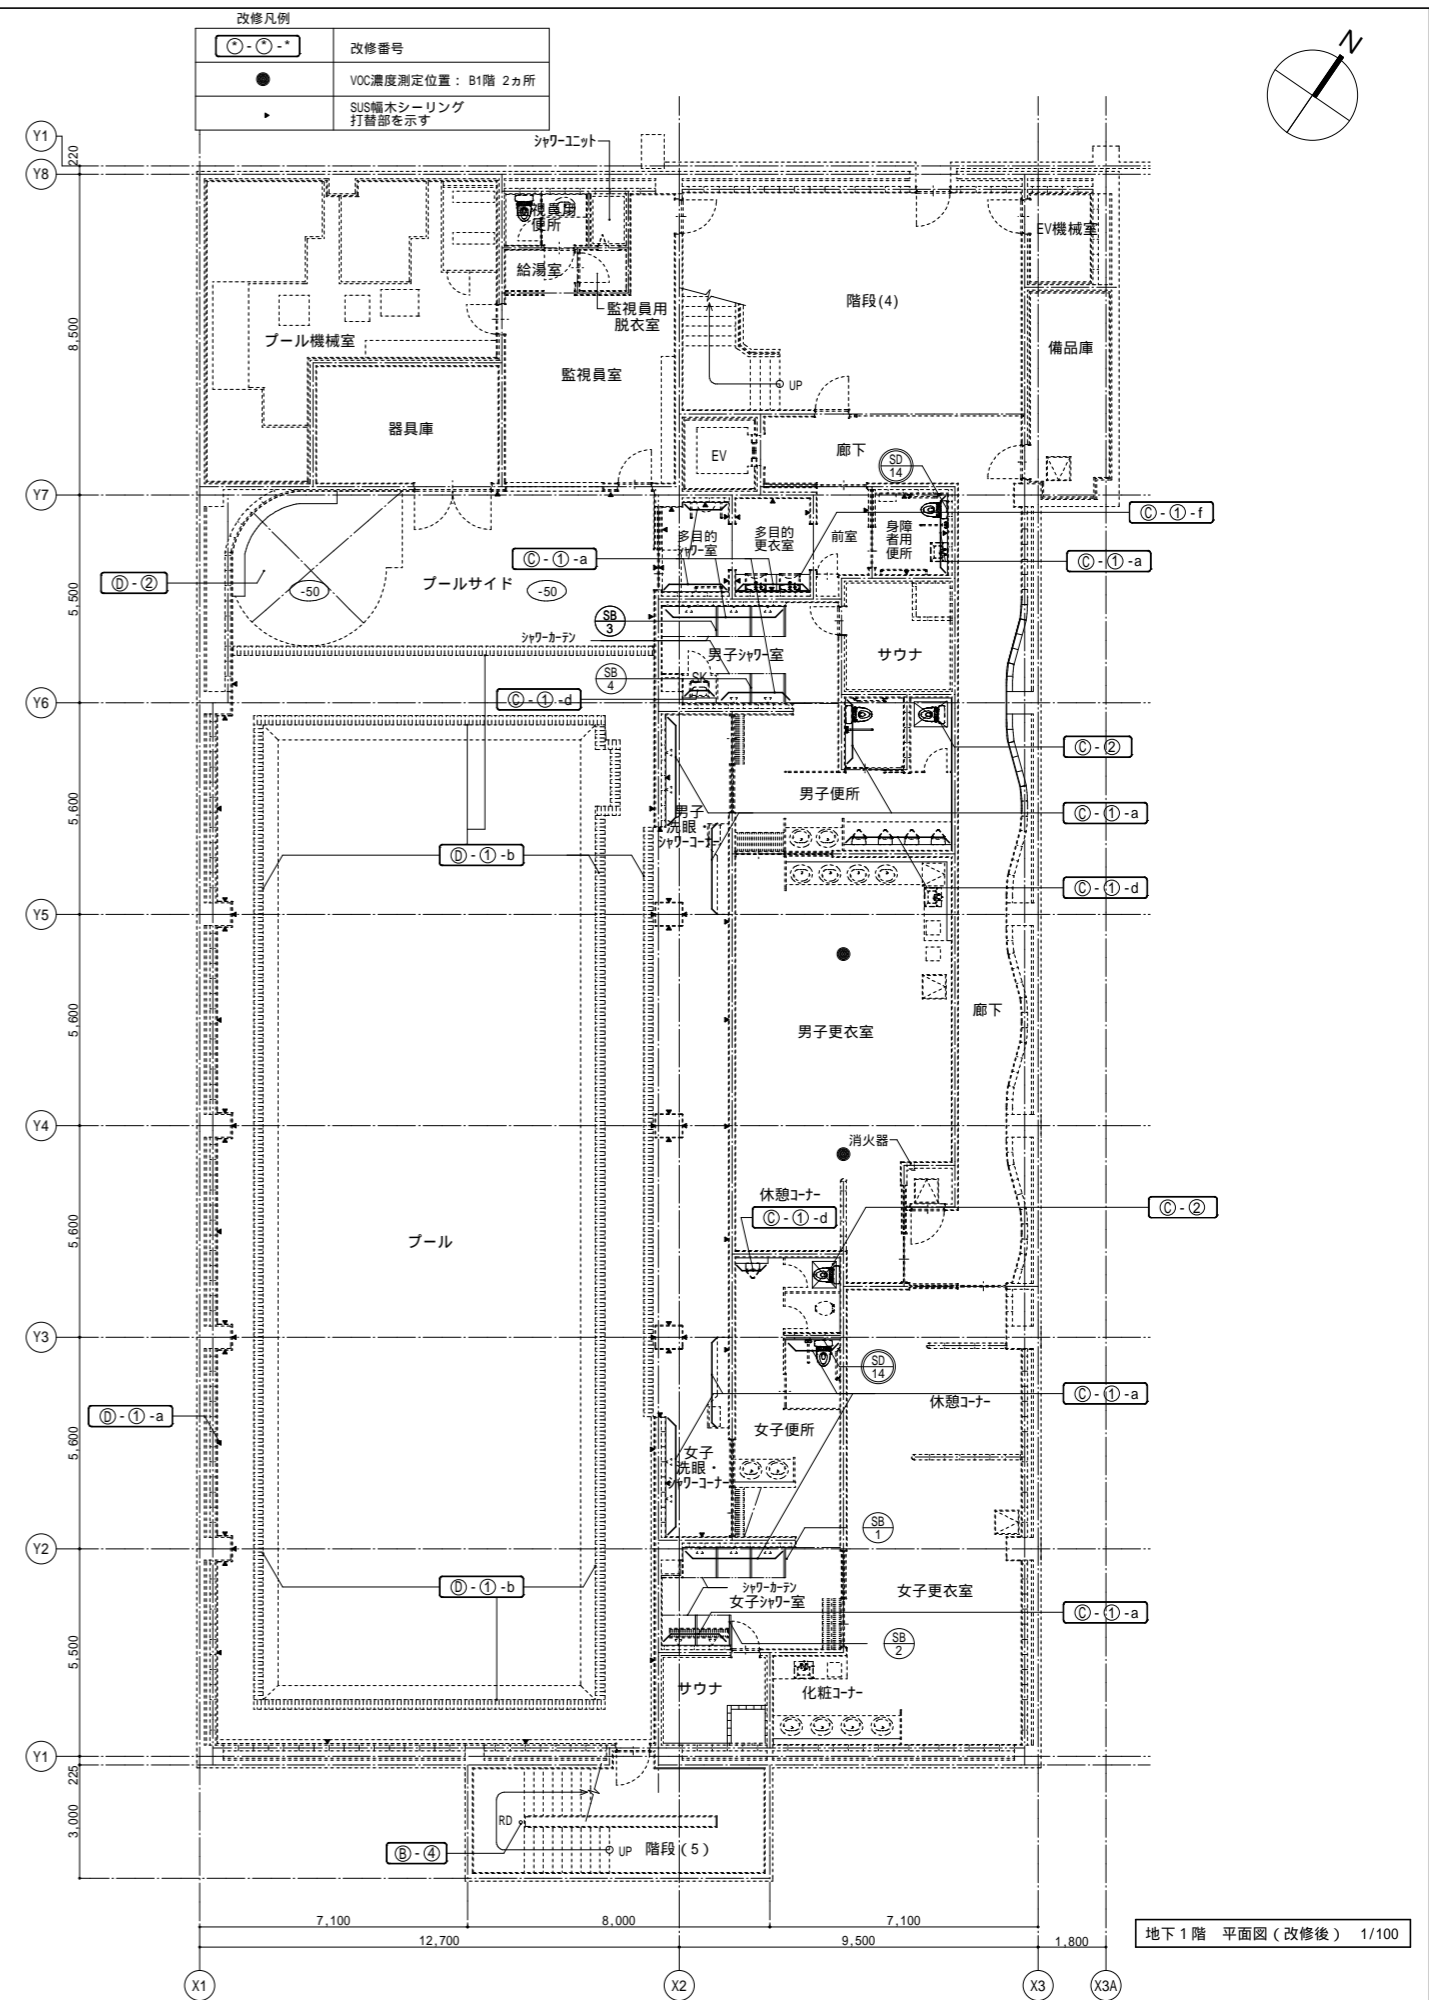 改修凡例
Ⓒ-Ⓒ-*
改修番号
VOC濃度測定位置：B1階 2ヵ所
SUS幅木シーリング
打替部を示す
N
Y1
220
Y8
シャワーユニット
監視員用
便所
給湯室
監視員用
脱衣室
EV機械室
階段(4)
備品庫
8,500
プール機械室
監視員室
UP
器具庫
EV
廊下
SD
14
Y7
Ⓒ-①-f
多目的
シャワー室
多目的
更衣室
前室
身障
者用
便所
Ⓒ-①-a
Ⓒ-①-a
Ⓓ-②
-50
プールサイド
-50
5,500
SB
3
シャワーカーテン
男子シャワー室
サウナ
SB
4
SK
Ⓒ-①-d
Y6
Ⓒ-②
男子便所
5,600
男子
洗眼・
シャワーコーナー
Ⓒ-①-a
Ⓓ-①-b
Ⓒ-①-d
Y5
5,600
廊下
男子更衣室
Y4
消火器
休憩コーナー
Ⓒ-①-d
Ⓒ-②
5,600
プール
Y3
SD
14
Ⓒ-①-a
休憩コーナー
Ⓓ-①-a
女子便所
5,600
女子
洗眼・
シャワーコーナー
SB
1
Y2
Ⓓ-①-b
シャワーカーテン
女子シャワー室
女子更衣室
Ⓒ-①-a
SB
2
5,500
サウナ
化粧コーナー
Y1
225
3,000
RD
Ⓑ-④
UP
階段(5)
7,100
8,000
7,100
12,700
9,500
1,800
地下1階 平面図(改修後) 1/100
X1
X2
X3
X3A